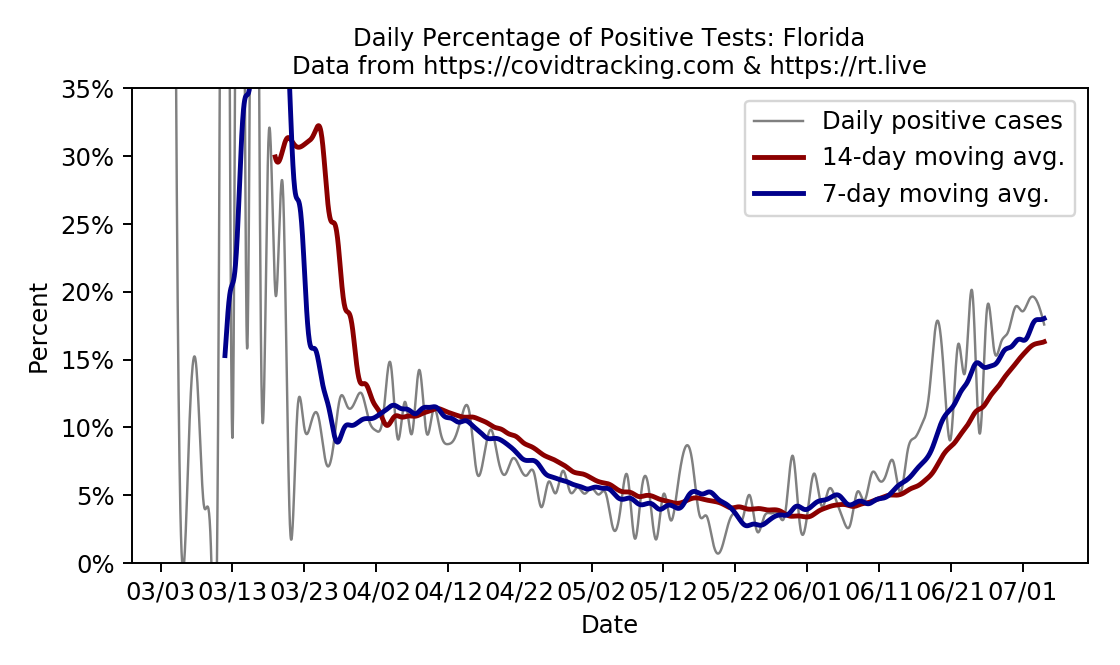 Daily Percentage of Positive Tests: Florida
Data from https://covidtracking.com & https://rt.live
35%
30%
25%
20%
15%
10%
5%
0%
Percent
Daily positive cases
14-day moving avg.
7-day moving avg.
03/03 03/13 03/23 04/02 04/12 04/22 05/02 05/12 05/22 06/01 06/11 06/21 07/01
Date